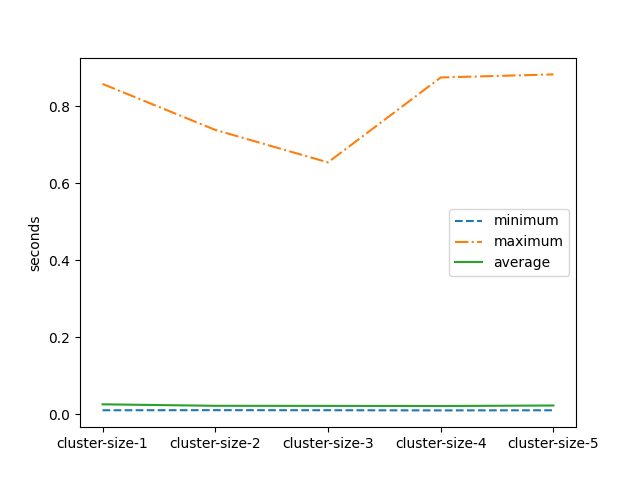 0.8
0.6
0.4
0.2
0.0
seconds
minimum
maximum
average
cluster-size-1
cluster-size-2
cluster-size-3
cluster-size-4
cluster-size-5